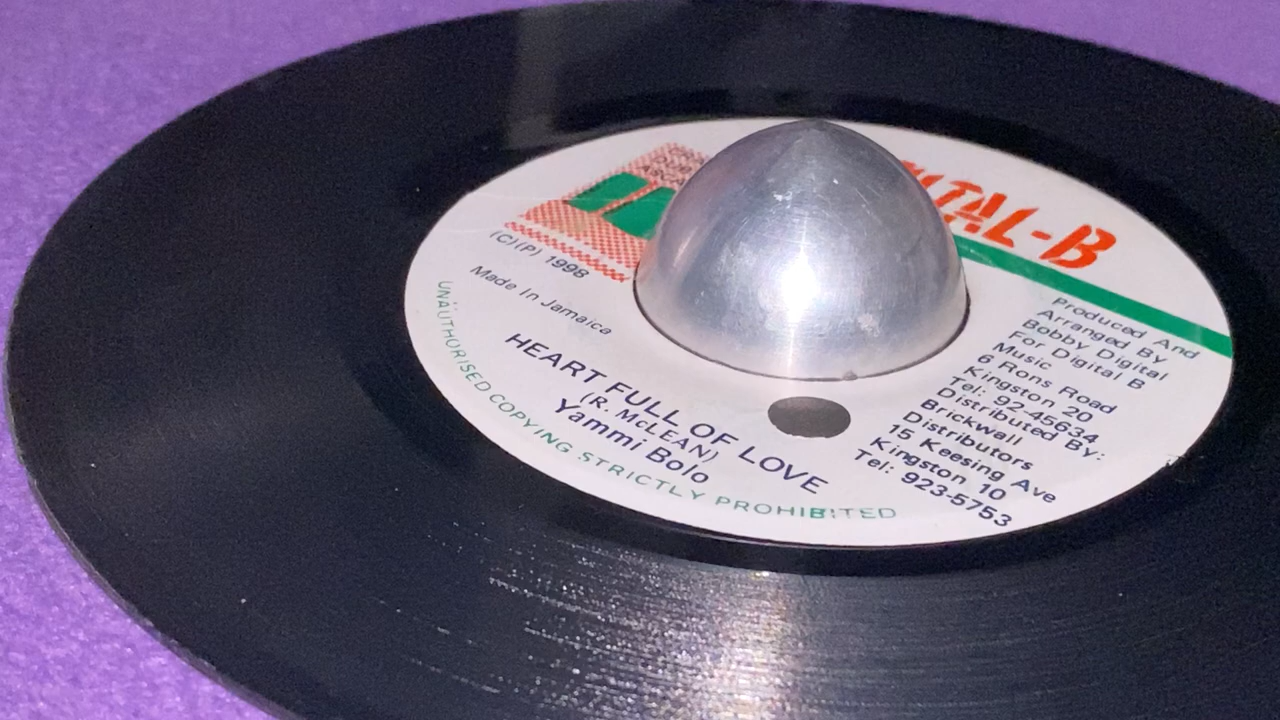 ITAL-B
(C)(P) 1998
Made In Jamaica
HEART FULL OF LOVE
(R. McLEAN)
Yammi Bolo
UNAUTHORISED COPYING STRICTLY PROHIBITED
Produced And
Arranged By
Bobby Digital
For Digital B
Music
6 Rons Road
Kingston 20
Tel: 92-45634
Distributed By:
Brickwall
Distributors
15 Keesing Ave
Kingston 10
Tel: 923-5753